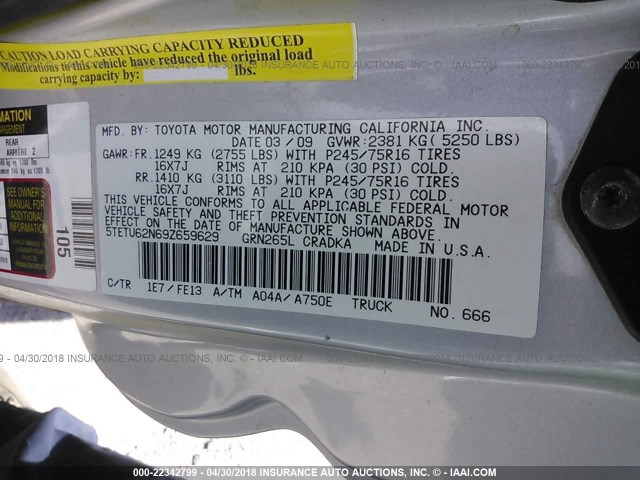 CAUTION LOAD CARRYING CAPACITY REDUCED
Modifications to this vehicle have reduced the original load
carrying capacity by: lbs.
MFD. BY: TOYOTA MOTOR MANUFACTURING CALIFORNIA INC.
DATE 03/09 GVWR:2381 KG( 5250 LBS)
GAWR:FR.1249 KG (2755 LBS) WITH P245/75R16 TIRES
16X7J RIMS AT 210 KPA (30 PSI) COLD.
RR.1410 KG (3110 LBS) WITH P245/75R16 TIRES
16X7J RIMS AT 210 KPA (30 PSI) COLD.
THIS VEHICLE CONFORMS TO ALL APPLICABLE FEDERAL MOTOR
VEHICLE SAFETY AND THEFT PREVENTION STANDARDS IN
EFFECT ON THE DATE OF MANUFACTURE SHOWN ABOVE.
5TETU62N69Z659629 GRN265L CRADKA MADE IN U.S.A.
C/TR 1E7/FE13 A/TM A04A/A750E TRUCK NO. 666
REAR
ARRIÈRE 2
SEE OWNER'S
MANUAL FOR
ADDITIONAL
INFORMATION
105
000-22342799 - 04/30/2018 INSURANCE AUTO AUCTIONS, INC. - IAAI.COM